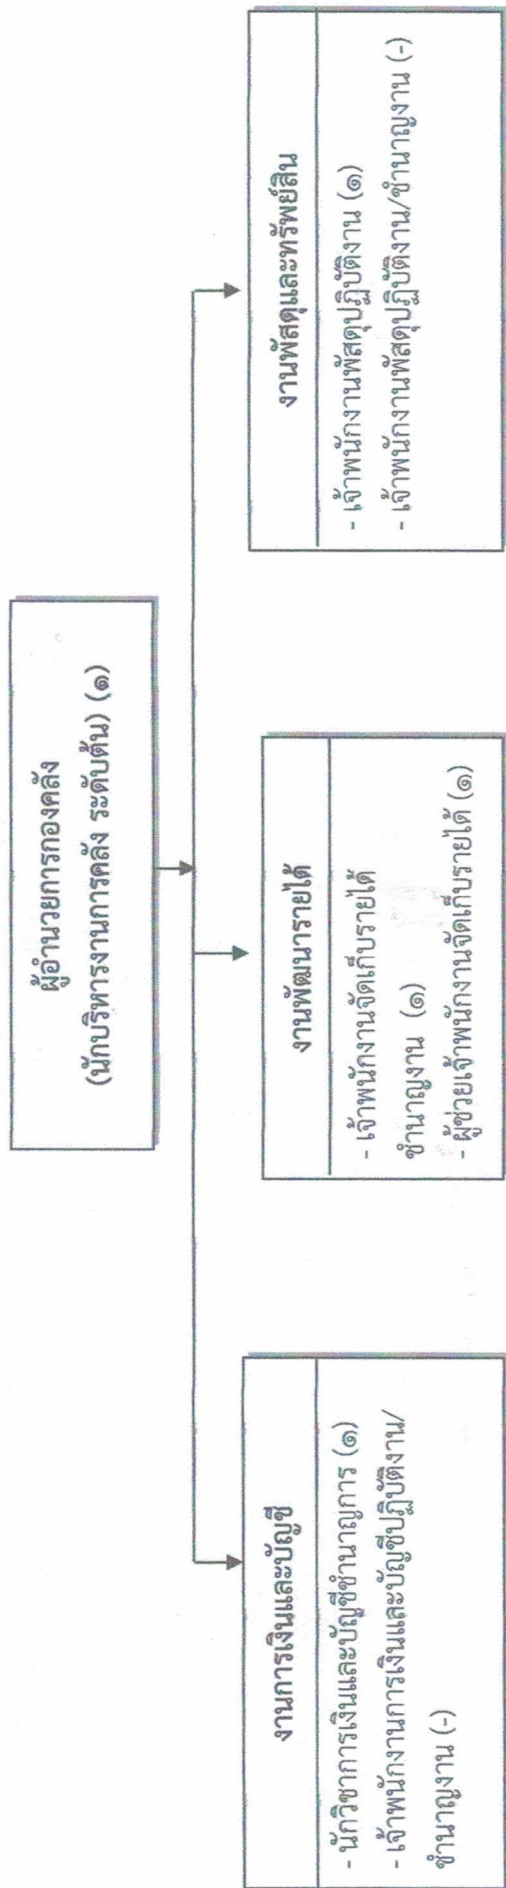 ผู้อำนวยการกองคลัง
(นักบริหารงานการคลัง ระดับต้น) (๑)
งานการเงินและบัญชี
- นักวิชาการเงินและบัญชีชำนาญการ (๑)
- เจ้าพนักงานการเงินและบัญชีปฏิบัติงาน/
ชำนาญงาน (-)
งานพัฒนารายได้
- เจ้าพนักงานจัดเก็บรายได้
ชำนาญงาน (๑)
- ผู้ช่วยเจ้าพนักงานจัดเก็บรายได้ (๑)
งานพัสดุและทรัพย์สิน
- เจ้าพนักงานพัสดุปฏิบัติงาน (๑)
- เจ้าพนักงานพัสดุปฏิบัติงาน/ชำนาญงาน (-)